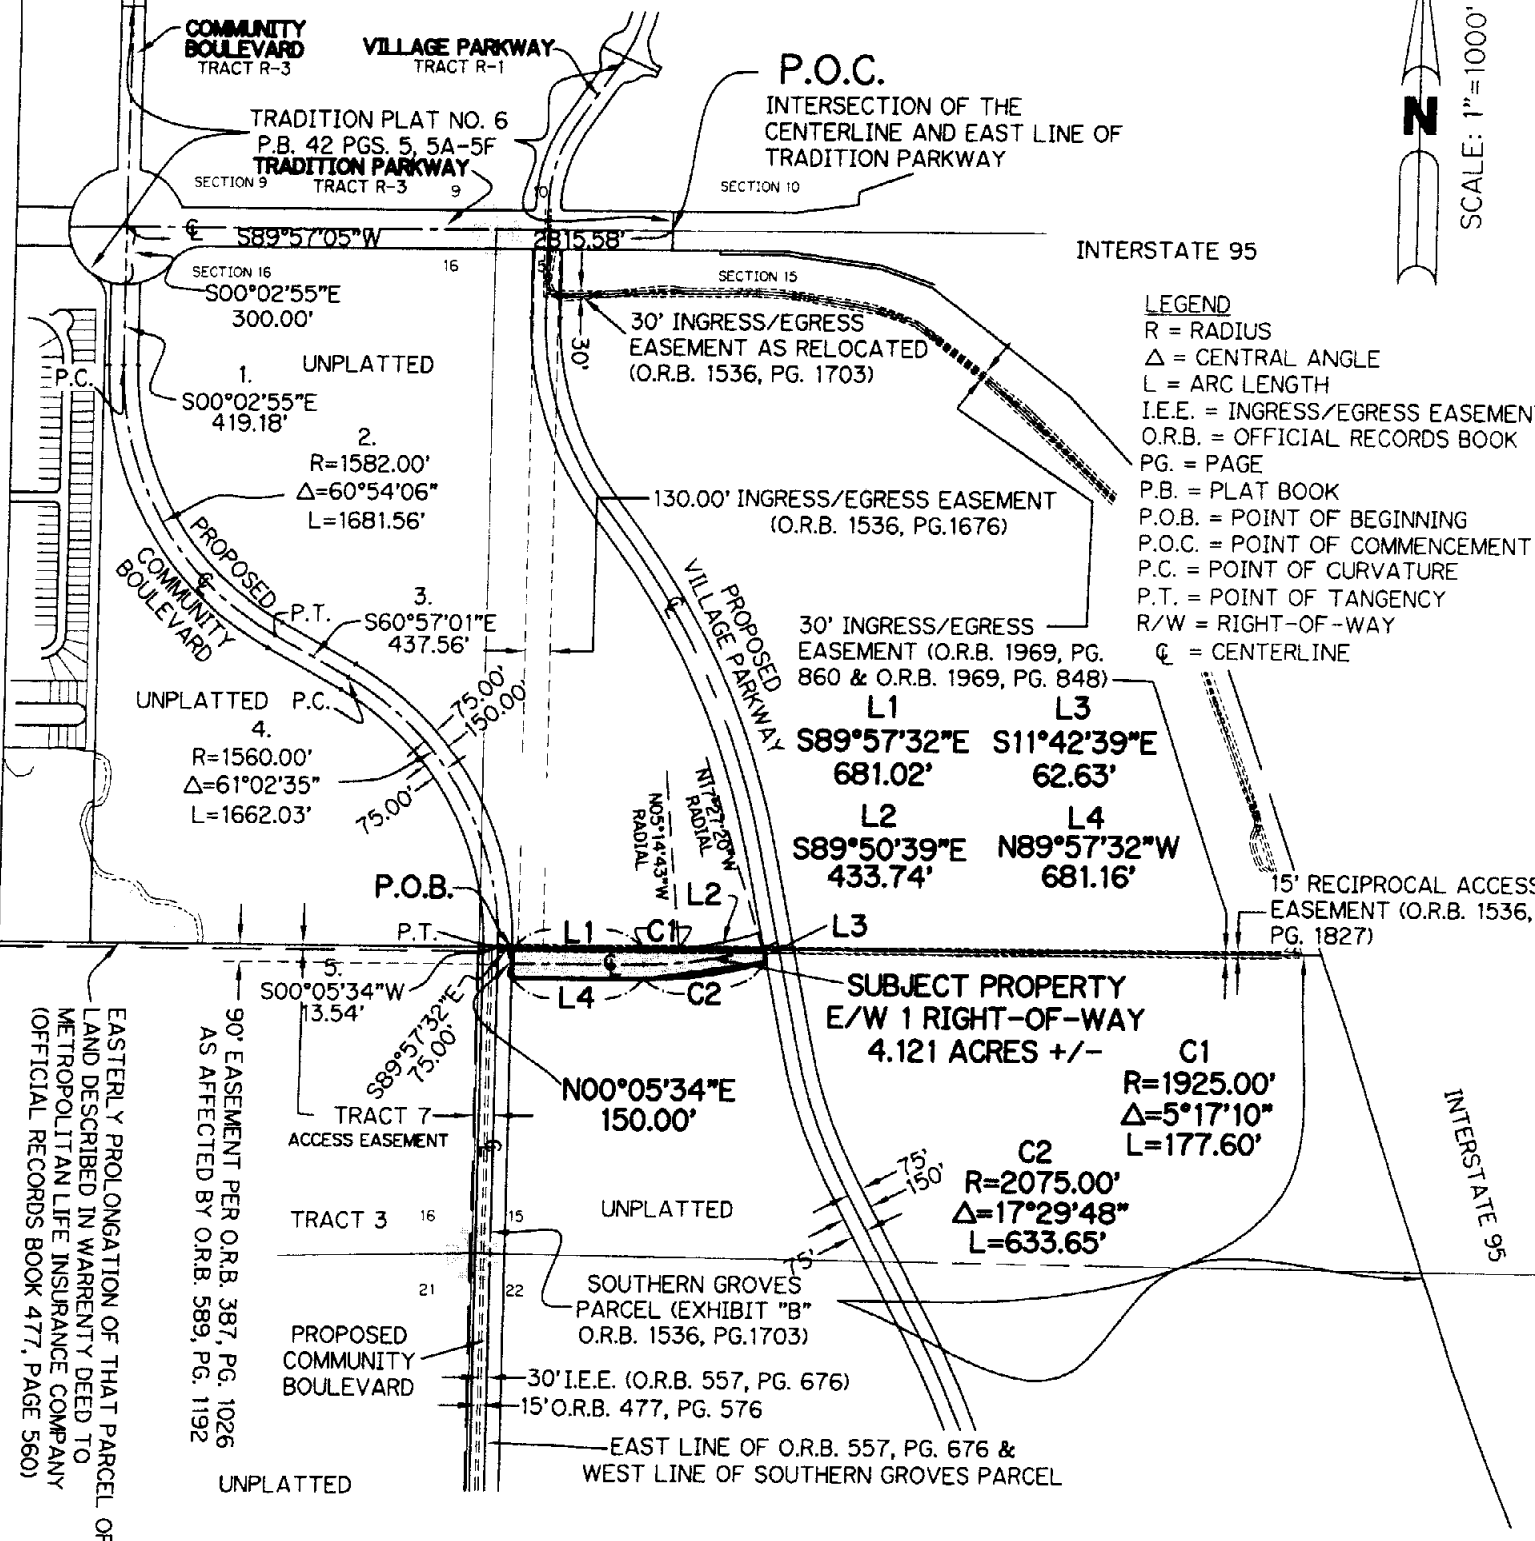 COMMUNITY
BOULEVARD
TRACT R-3
VILLAGE PARKWAY
TRACT R-1
P.O.C.
INTERSECTION OF THE
CENTERLINE AND EAST LINE OF
TRADITION PARKWAY
N
SCALE: 1"=1000'
TRADITION PLAT NO. 6
P.B. 42 PGS. 5, 5A-5F
TRADITION PARKWAY
TRACT R-3
SECTION 9
9
10
SECTION 10
S89°57'05"W
2815.58'
INTERSTATE 95
SECTION 16
16
15
SECTION 15
S00°02'55"E
300.00'
30' INGRESS/EGRESS
EASEMENT AS RELOCATED
(O.R.B. 1536, PG. 1703)
30'
LEGEND
R = RADIUS
Δ = CENTRAL ANGLE
L = ARC LENGTH
I.E.E. = INGRESS/EGRESS EASEMENT
O.R.B. = OFFICIAL RECORDS BOOK
PG. = PAGE
P.B. = PLAT BOOK
P.O.B. = POINT OF BEGINNING
P.O.C. = POINT OF COMMENCEMENT
P.C. = POINT OF CURVATURE
P.T. = POINT OF TANGENCY
R/W = RIGHT-OF-WAY
℄ = CENTERLINE
UNPLATTED
P.C.
1.
S00°02'55"E
419.18'
2.
R=1582.00'
Δ=60°54'06"
L=1681.56'
130.00' INGRESS/EGRESS EASEMENT
(O.R.B. 1536, PG.1676)
PROPOSED
COMMUNITY
BOULEVARD
P.T.
3.
S60°57'01"E
437.56'
PROPOSED
VILLAGE PARKWAY
30' INGRESS/EGRESS
EASEMENT (O.R.B. 1969, PG.
860 & O.R.B. 1969, PG. 848)
UNPLATTED
P.C.
4.
R=1560.00'
Δ=61°02'35"
L=1662.03'
75.00'
150.00'
75.00'
L1
S89°57'32"E
681.02'
L3
S11°42'39"E
62.63'
L2
S89°50'39"E
433.74'
L4
N89°57'32"W
681.16'
N05°14'43"W
RADIAL
N17°27'20"W
RADIAL
15' RECIPROCAL ACCESS
EASEMENT (O.R.B. 1536,
PG. 1827)
P.O.B.
P.T.
L1
C1
L2
L3
L4
C2
5.
S00°05'34"W
13.54'
S89°57'32"E
75.00'
SUBJECT PROPERTY
E/W 1 RIGHT-OF-WAY
4.121 ACRES +/-
N00°05'34"E
150.00'
C1
R=1925.00'
Δ=5°17'10"
L=177.60'
C2
R=2075.00'
Δ=17°29'48"
L=633.65'
TRACT 7
ACCESS EASEMENT
75'
150'
75'
TRACT 3
16
15
UNPLATTED
21
22
INTERSTATE 95
SOUTHERN GROVES
PARCEL (EXHIBIT "B"
O.R.B. 1536, PG.1703)
PROPOSED
COMMUNITY
BOULEVARD
30'I.E.E. (O.R.B. 557, PG. 676)
15'O.R.B. 477, PG. 576
EAST LINE OF O.R.B. 557, PG. 676 &
WEST LINE OF SOUTHERN GROVES PARCEL
UNPLATTED
90' EASEMENT PER O.R.B. 387, PG. 1026
AS AFFECTED BY O.R.B. 589, PG. 1192
EASTERLY PROLONGATION OF THAT PARCEL OF
LAND DESCRIBED IN WARRENTY DEED TO
METROPOLITAN LIFE INSURANCE COMPANY
(OFFICIAL RECORDS BOOK 477, PAGE 560)